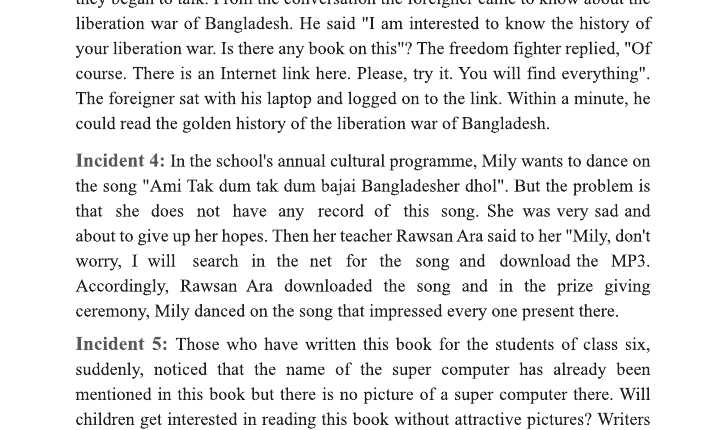 they began to talk. From the conversation the foreigner came to know about the
liberation war of Bangladesh. He said "I am interested to know the history of
your liberation war. Is there any book on this"? The freedom fighter replied, "Of
course. There is an Internet link here. Please, try it. You will find everything".
The foreigner sat with his laptop and logged on to the link. Within a minute, he
could read the golden history of the liberation war of Bangladesh.
Incident 4: In the school's annual cultural programme, Mily wants to dance on
the song "Ami Tak dum tak dum bajai Bangladesher dhol". But the problem is
that she does not have any record of this song. She was very sad and
about to give up her hopes. Then her teacher Rawsan Ara said to her "Mily, don't
worry, I will search in the net for the song and download the MP3.
Accordingly, Rawsan Ara downloaded the song and in the prize giving
ceremony, Mily danced on the song that impressed every one present there.
Incident 5: Those who have written this book for the students of class six,
suddenly, noticed that the name of the super computer has already been
mentioned in this book but there is no picture of a super computer there. Will
children get interested in reading this book without attractive pictures? Writers